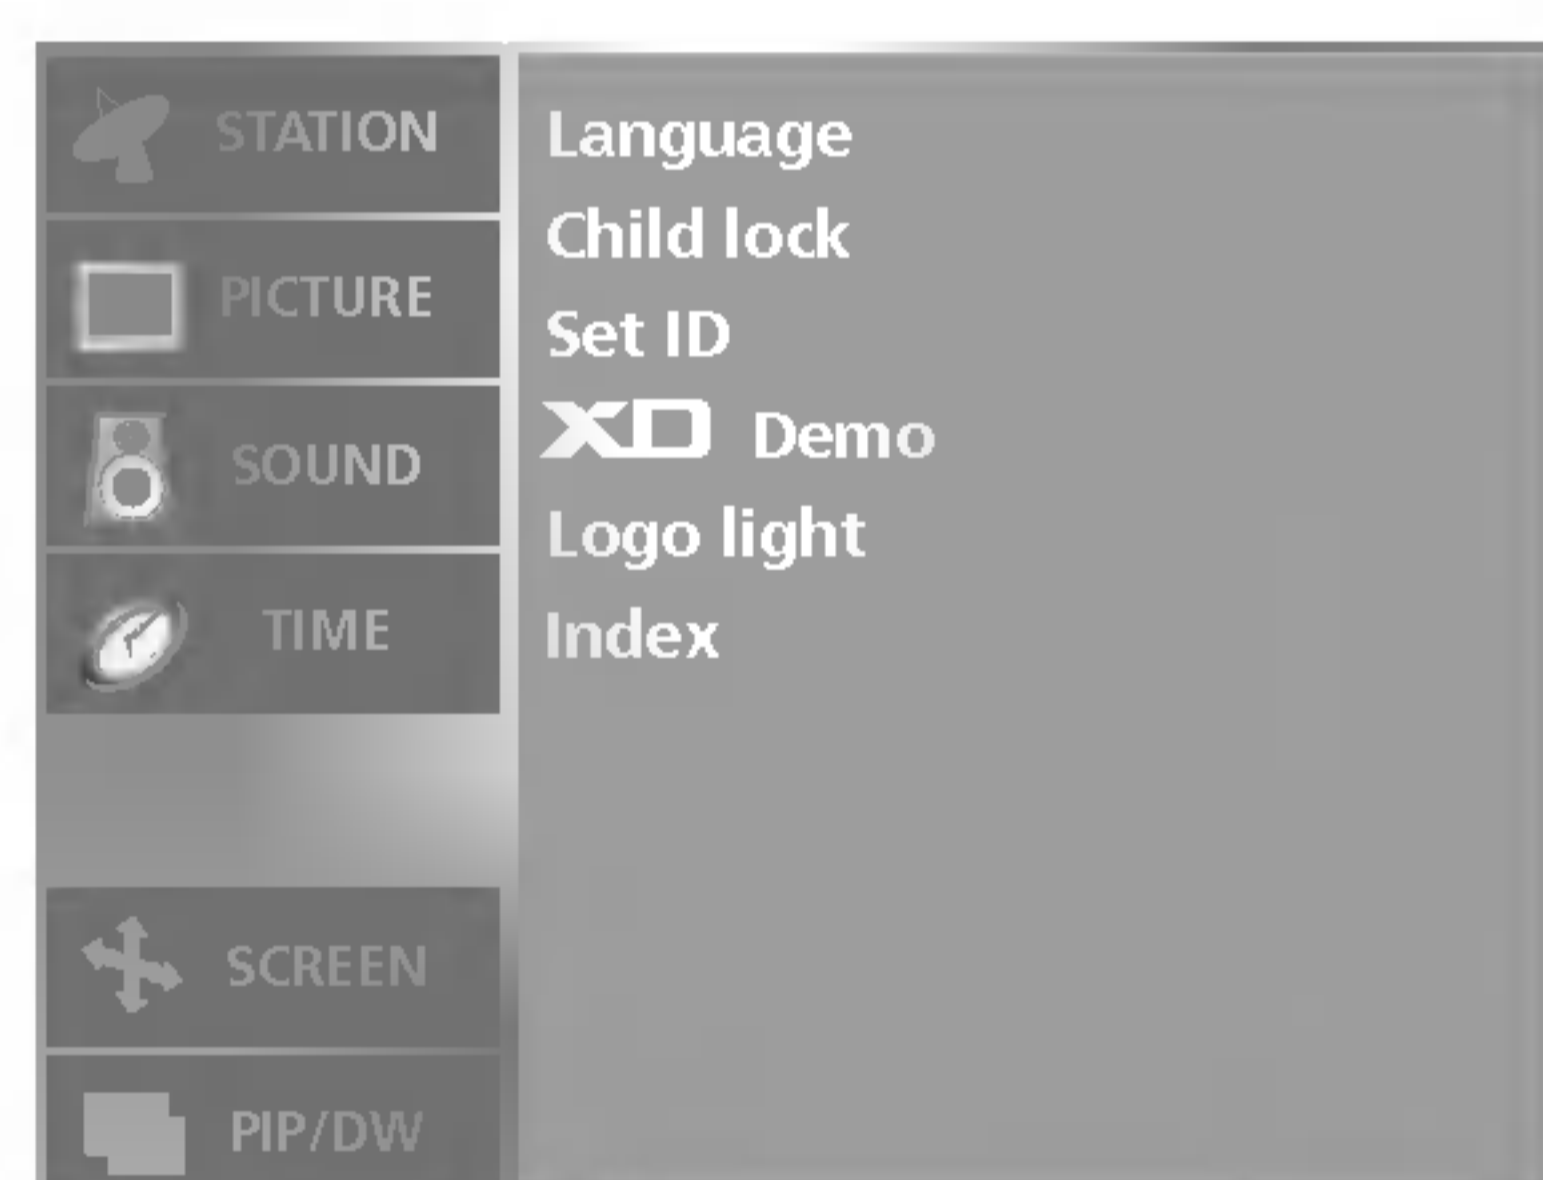 STATION
PICTURE
SOUND
TIME
SCREEN
PIP/DW
Language
Child lock
Set ID
XD Demo
Logo light
Index